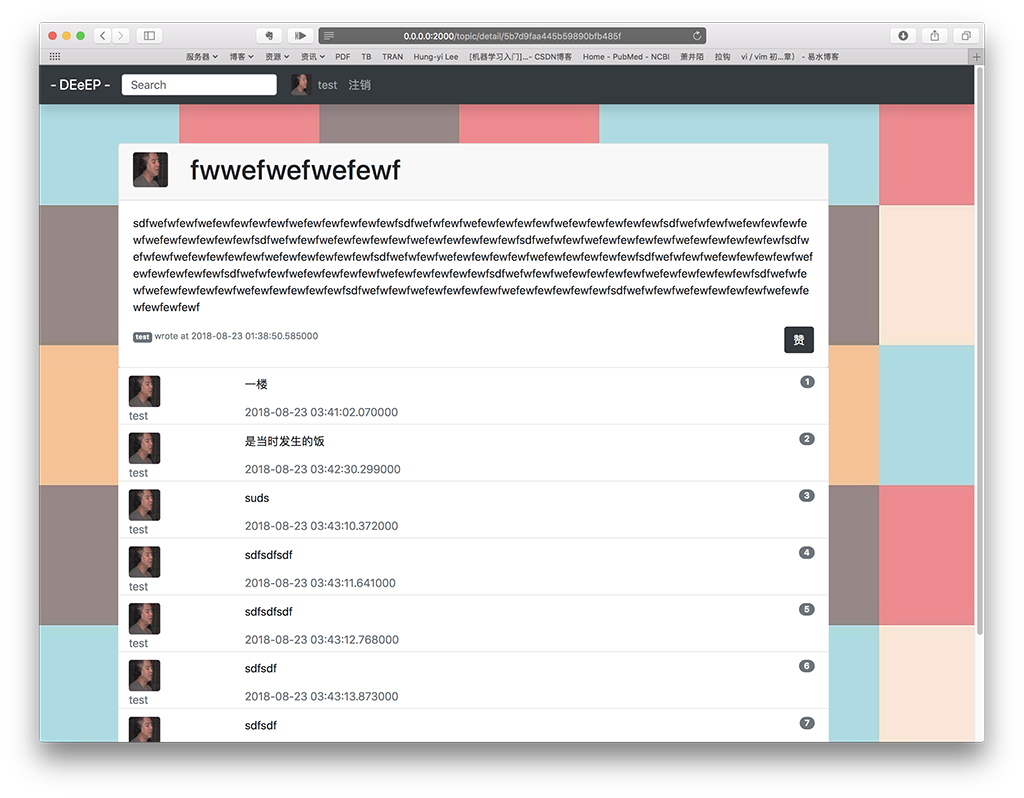 0.0.0.0:2000/topic/detail/5b7d9faa445b59890bfb485f
服务器 博客 资源 资讯 PDF TB TRAN Hung-yi Lee [机器学习入门]...- CSDN博客 Home - PubMed - NCBI 萧井陌 拉钩 vi / vim 初...章） - 易水博客
- DEeEP - Search test 注销
fwwefwefwefewf
sdfwefwfewfwefewfewfewfewfwefewfewfewfewfewfsdfwefwfewfwefewfewfewfewfwefewfewfewfewfewfsdfwefwfewfwefewfewfewfe
wfwefewfewfewfewfsdfwefwfewfwefewfewfewfewfwefewfewfewfewfewfsdfwefwfewfwefewfewfewfewfwefewfewfewfewfewfsdfw
efwfewfwefewfewfewfewfwefewfewfewfewfewfsdfwefwfewfwefewfewfewfewfwefewfewfewfewfewfsdfwefwfewfwefewfewfewfewfwef
ewfewfewfewfewfsdfwefwfewfwefewfewfewfewfwefewfewfewfewfewfsdfwefwfewfwefewfewfewfewfwefewfewfewfewfewfsdfwefwfe
wfwefewfewfewfewfwefewfewfewfewfewfsdfwefwfewfwefewfewfewfewfwefewfewfewfewfewfsdfwefwfewfwefewfewfewfewfwefewfe
wfewfewfewf
test wrote at 2018-08-23 01:38:50.585000
赞
一楼 1
test 2018-08-23 03:41:02.070000
是当时发生的饭 2
test 2018-08-23 03:42:30.299000
suds 3
test 2018-08-23 03:43:10.372000
sdfsdfsdf 4
test 2018-08-23 03:43:11.641000
sdfsdfsdf 5
test 2018-08-23 03:43:12.768000
sdfsdf 6
test 2018-08-23 03:43:13.873000
sdfsdf 7